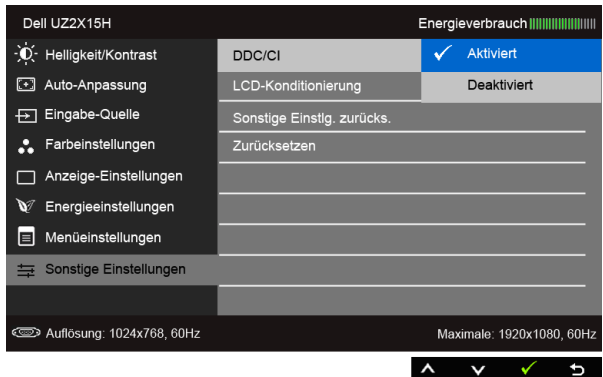 Dell UZ2X15H Energieverbrauch
Helligkeit/Kontrast DDC/CI Aktiviert
Auto-Anpassung LCD-Konditionierung Deaktiviert
Eingabe-Quelle Sonstige Einstlg. zurücks.
Farbeinstellungen Zurücksetzen
Anzeige-Einstellungen
Energieeinstellungen
Menüeinstellungen
Sonstige Einstellungen
Auflösung: 1024x768, 60Hz Maximale: 1920x1080, 60Hz